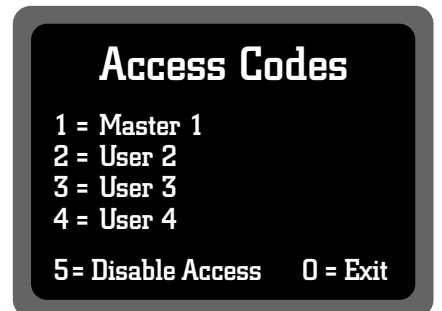 Access Codes
1 = Master 1
2 = User 2
3 = User 3
4 = User 4
5= Disable Access 0 = Exit